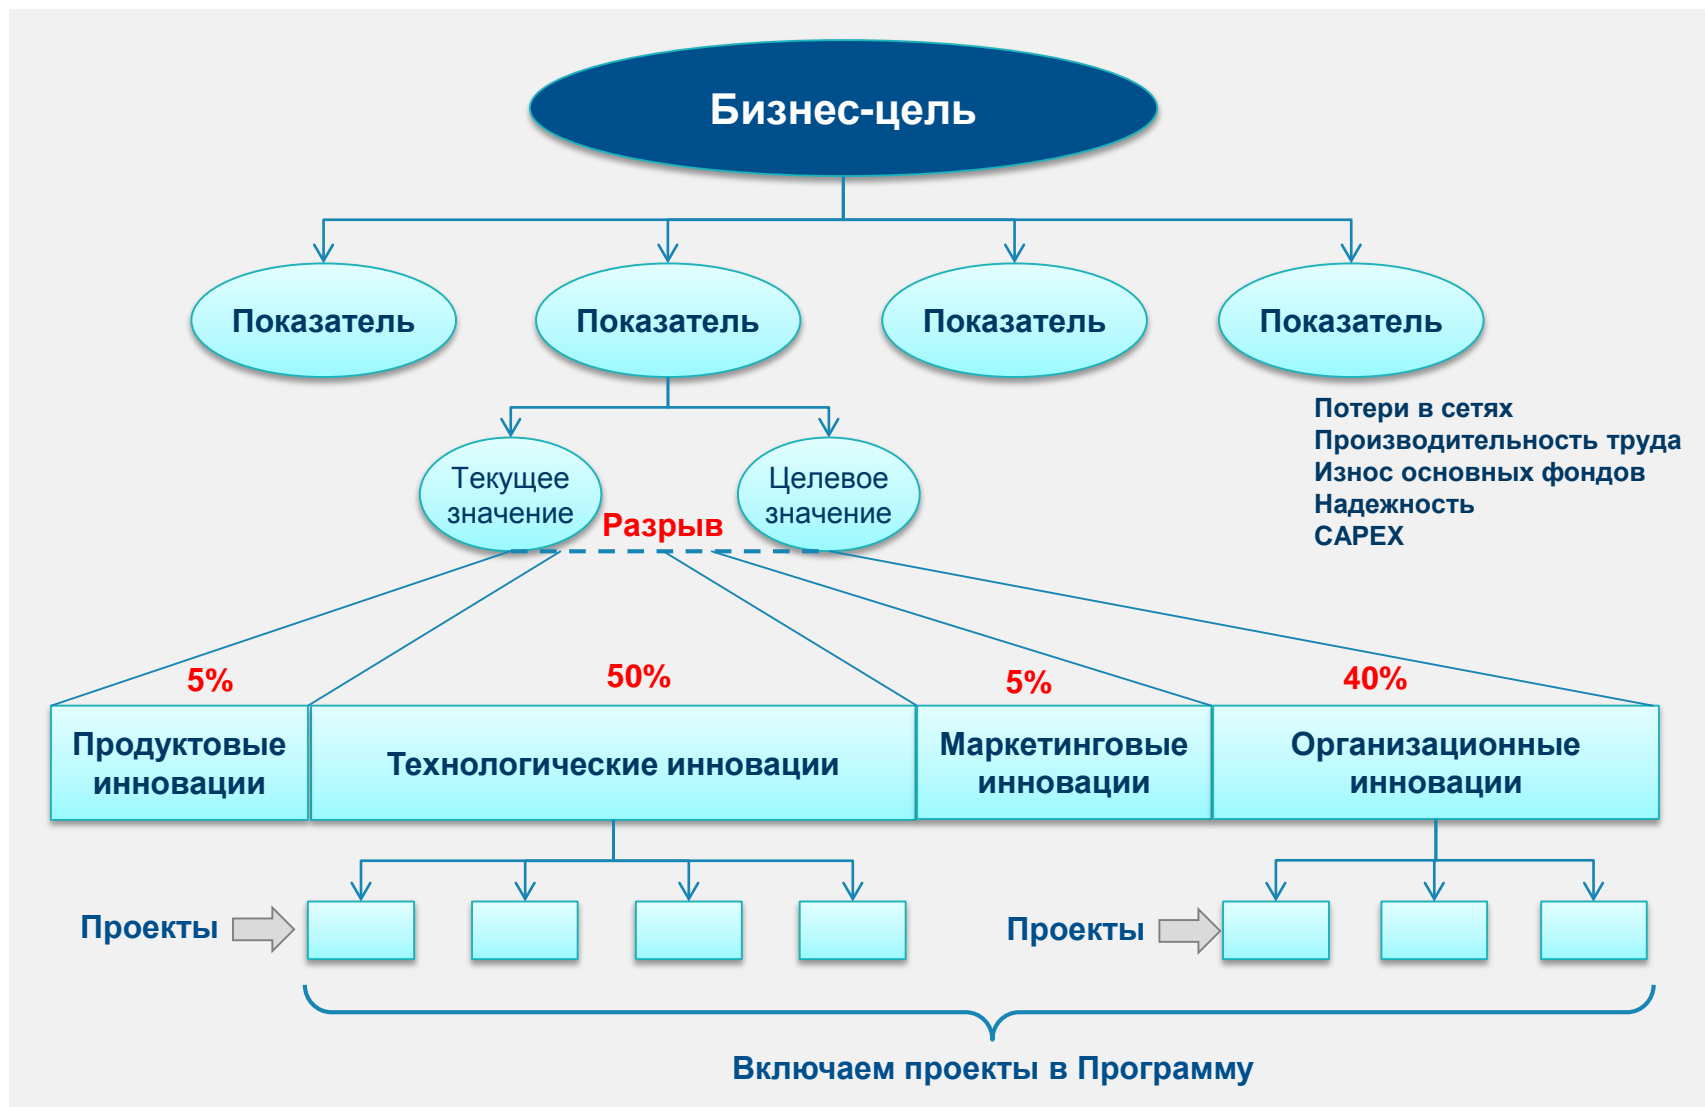 Бизнес-цель
Показатель
Показатель
Показатель
Показатель
Потери в сетях
Производительность труда
Износ основных фондов
Надежность
CAPEX
Текущее
значение
Целевое
значение
Разрыв
5%
50%
5%
40%
Продуктовые
инновации
Технологические инновации
Маркетинговые
инновации
Организационные
инновации
Проекты
Проекты
Включаем проекты в Программу